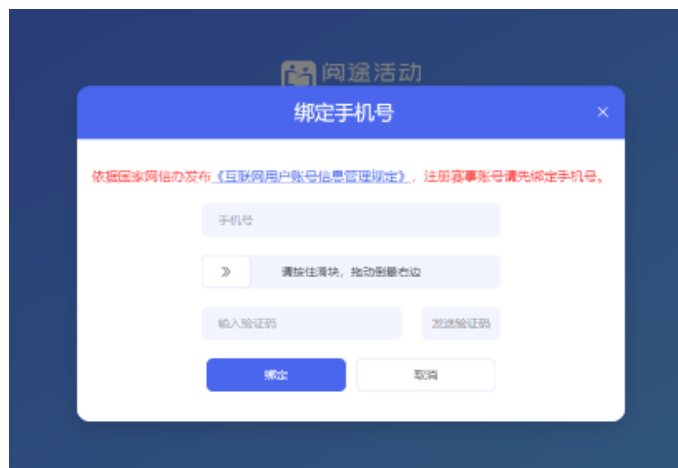 阅途活动
绑定手机号
×
依据国家网信办发布《互联网用户账号信息管理规定》，注册赛事账号请先绑定手机号。
手机号
请按住滑块，拖动到最右边
输入验证码
发送验证码
绑定
取消